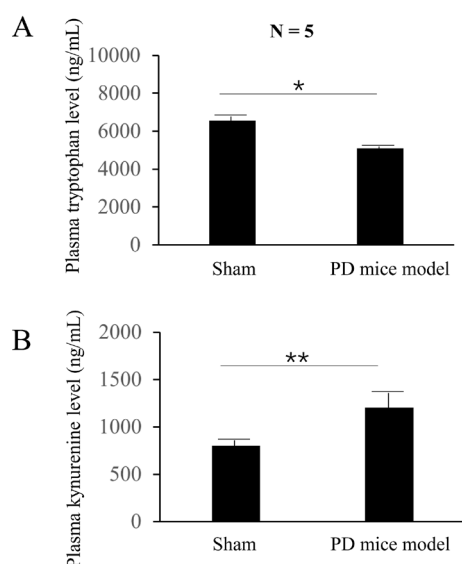 A
N = 5
Plasma tryptophan level (ng/mL)
10000
8000
6000
4000
2000
0
*
Sham
PD mice model
B
Plasma kynurenine level (ng/mL)
2000
1500
1000
500
0
**
Sham
PD mice model